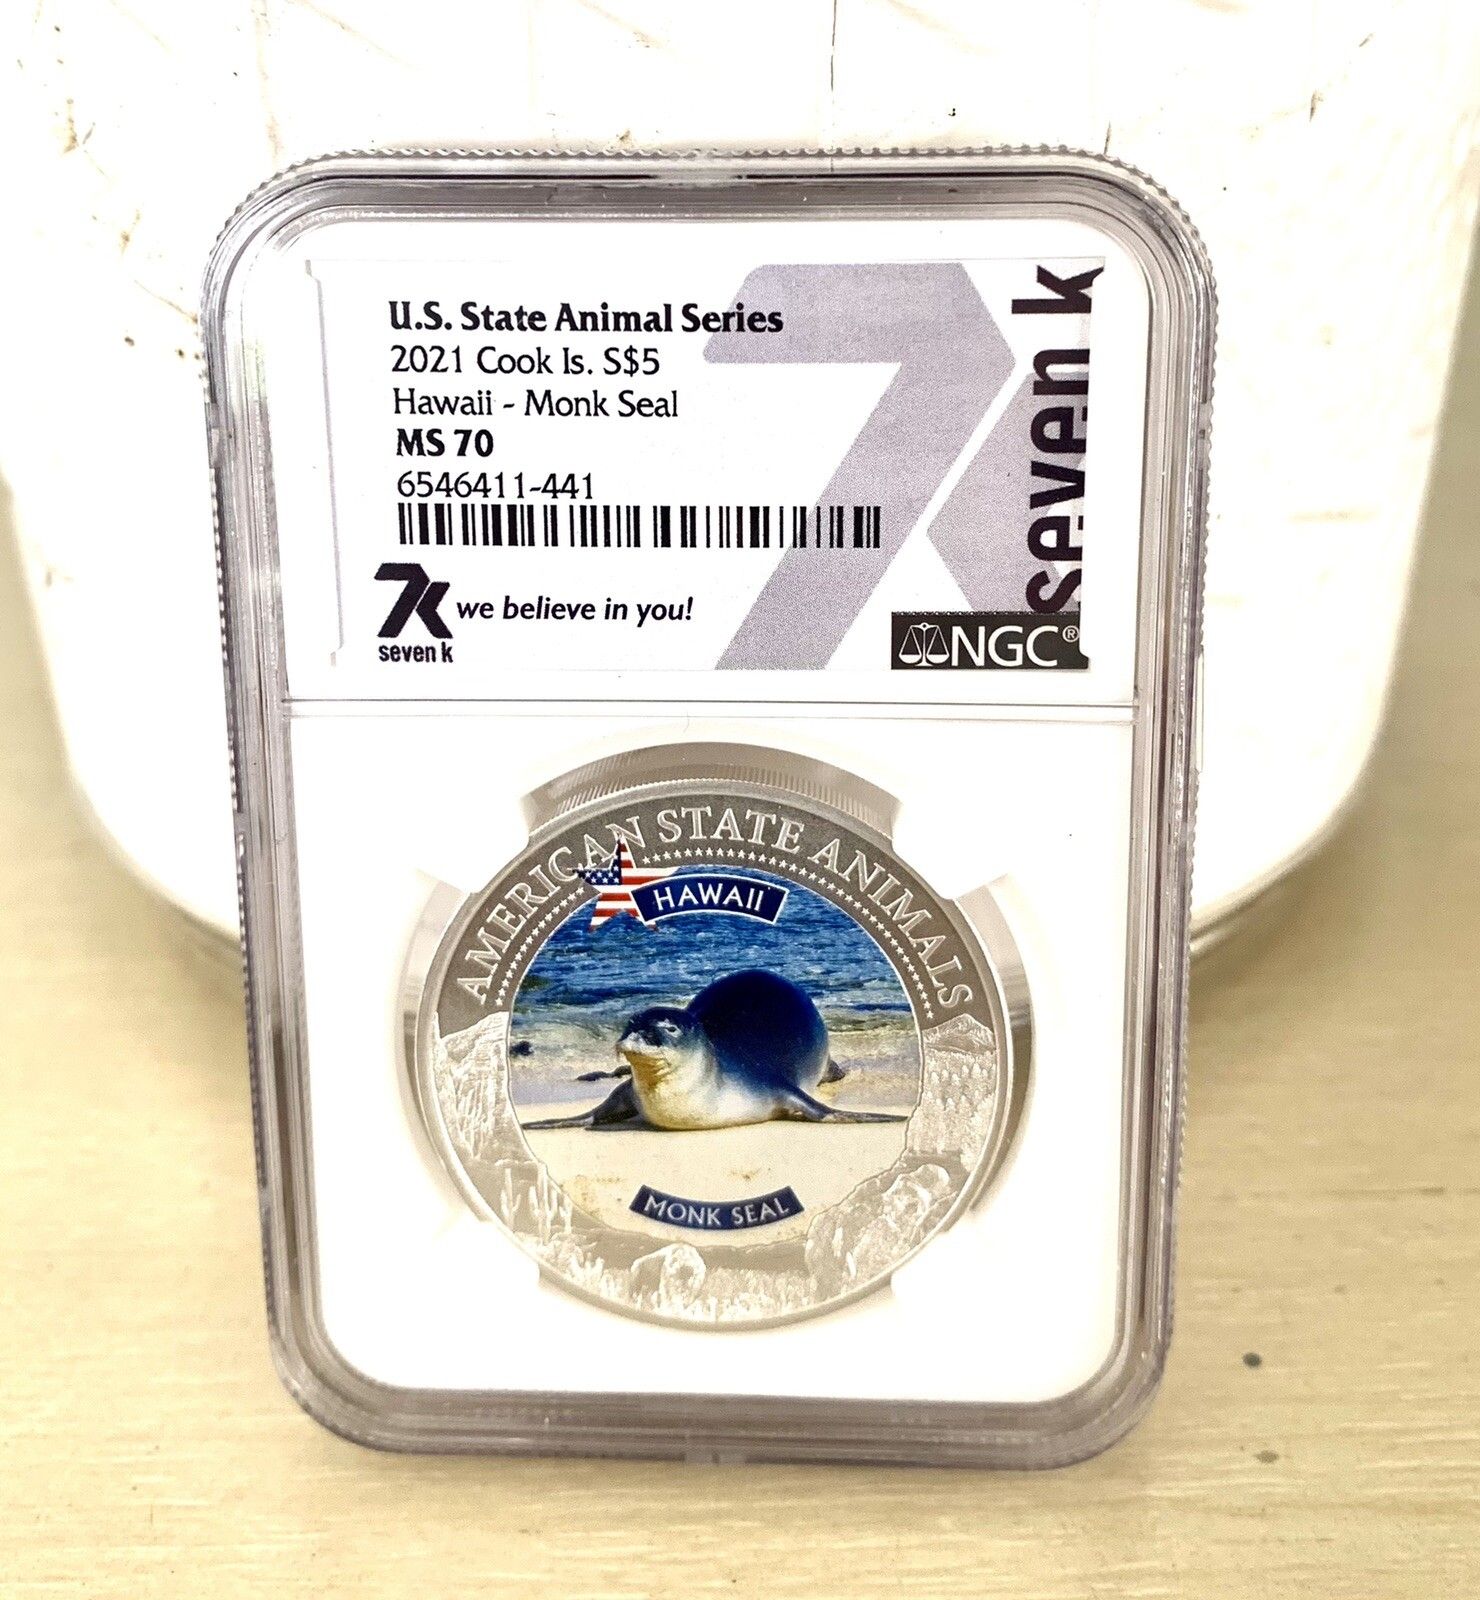 U.S. State Animal Series
2021 Cook Is. S$5
Hawaii - Monk Seal
MS 70
6546411-441
7k
seven k
we believe in you!
7k
seven k
NGC®
AMERICAN STATE ANIMALS
HAWAII
MONK SEAL